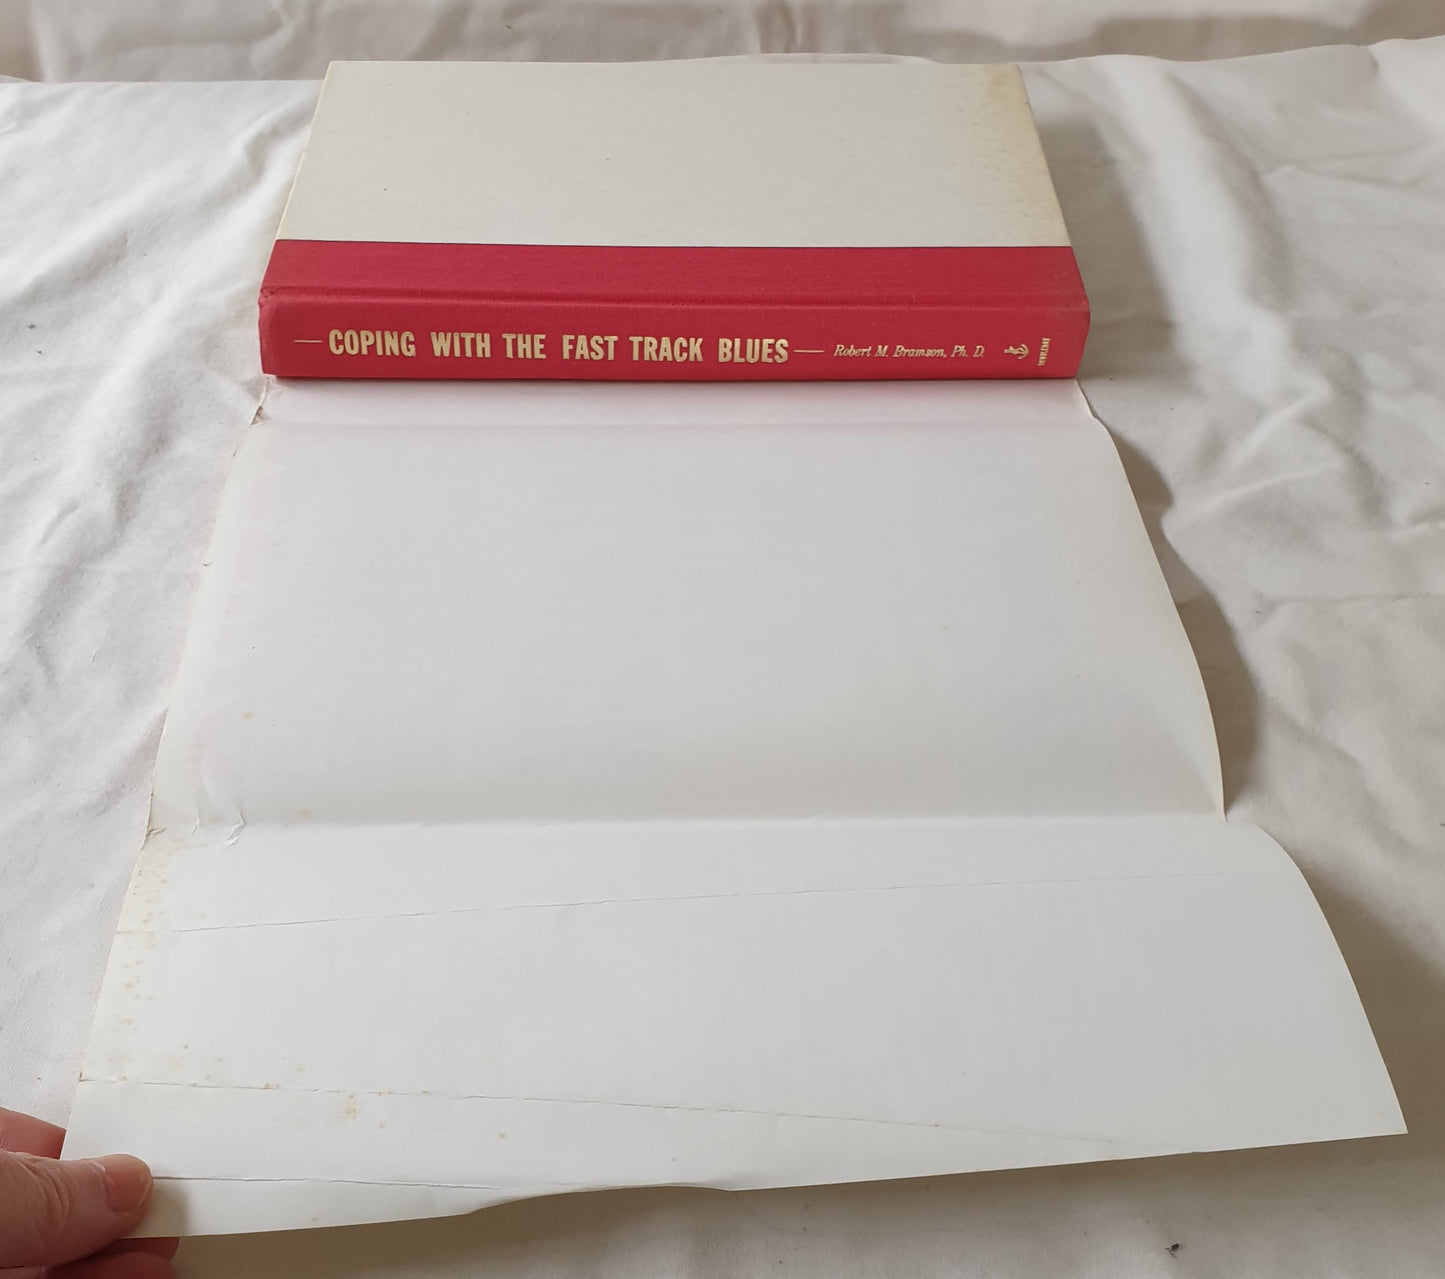 — COPING WITH THE FAST TRACK BLUES — Robert M. Bramson, Ph. D.